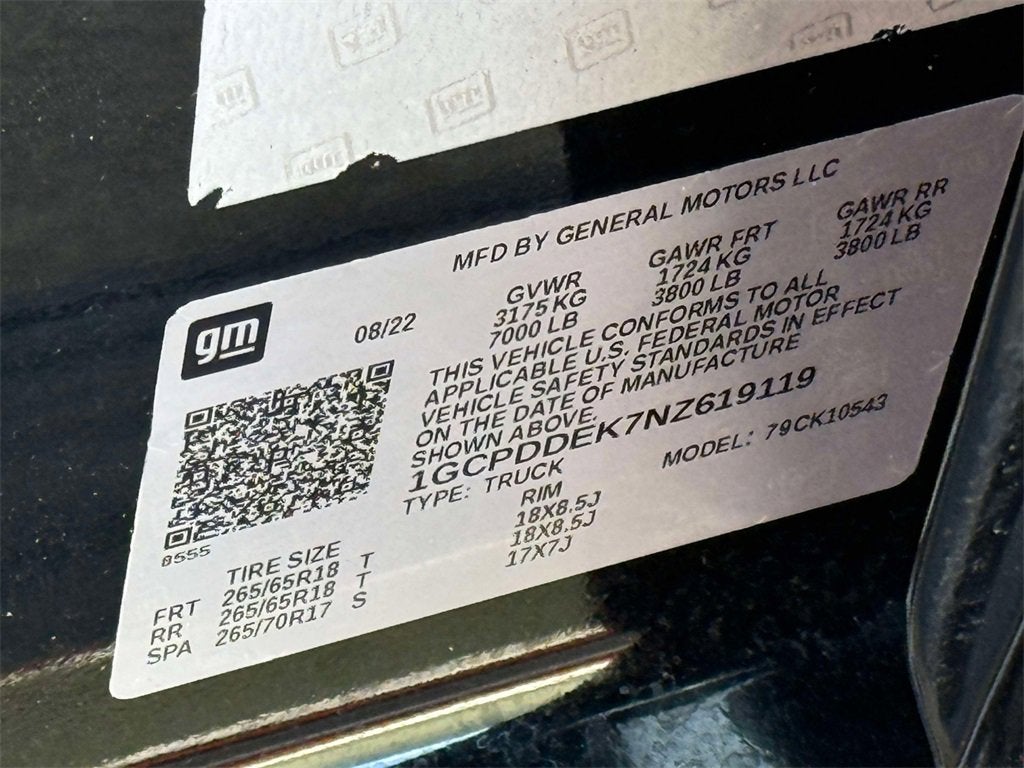 MFD BY GENERAL MOTORS LLC
gm
08/22
GVWR GAWR FRT GAWR RR
3175 KG 1724 KG 1724 KG
7000 LB 3800 LB 3800 LB
THIS VEHICLE CONFORMS TO ALL
APPLICABLE U.S. FEDERAL MOTOR
VEHICLE SAFETY STANDARDS IN EFFECT
ON THE DATE OF MANUFACTURE
SHOWN ABOVE.
1GCPDDEK7NZ619119
TYPE: TRUCK MODEL: 79CK10543
8555
TIRE SIZE RIM
FRT 265/65R18 T 18X8.5J
RR 265/65R18 T 18X8.5J
SPA 265/70R17 S 17X7J